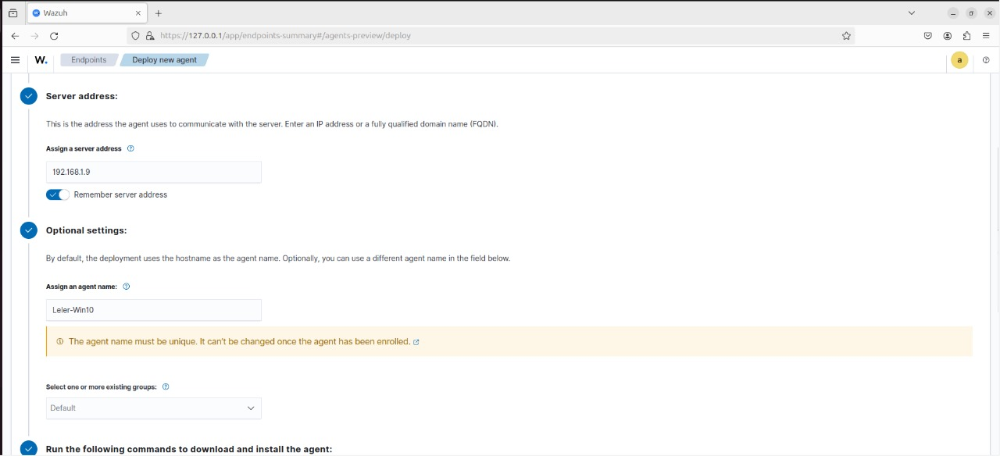 Wazuh
https://127.0.0.1/app/endpoints-summary#/agents-preview/deploy
W. Endpoints Deploy new agent a
Server address:
This is the address the agent uses to communicate with the server. Enter an IP address or a fully qualified domain name (FQDN).
Assign a server address
192.168.1.9
Remember server address
Optional settings:
By default, the deployment uses the hostname as the agent name. Optionally, you can use a different agent name in the field below.
Assign an agent name:
Leler-Win10
The agent name must be unique. It can't be changed once the agent has been enrolled.
Select one or more existing groups:
Default
Run the following commands to download and install the agent: